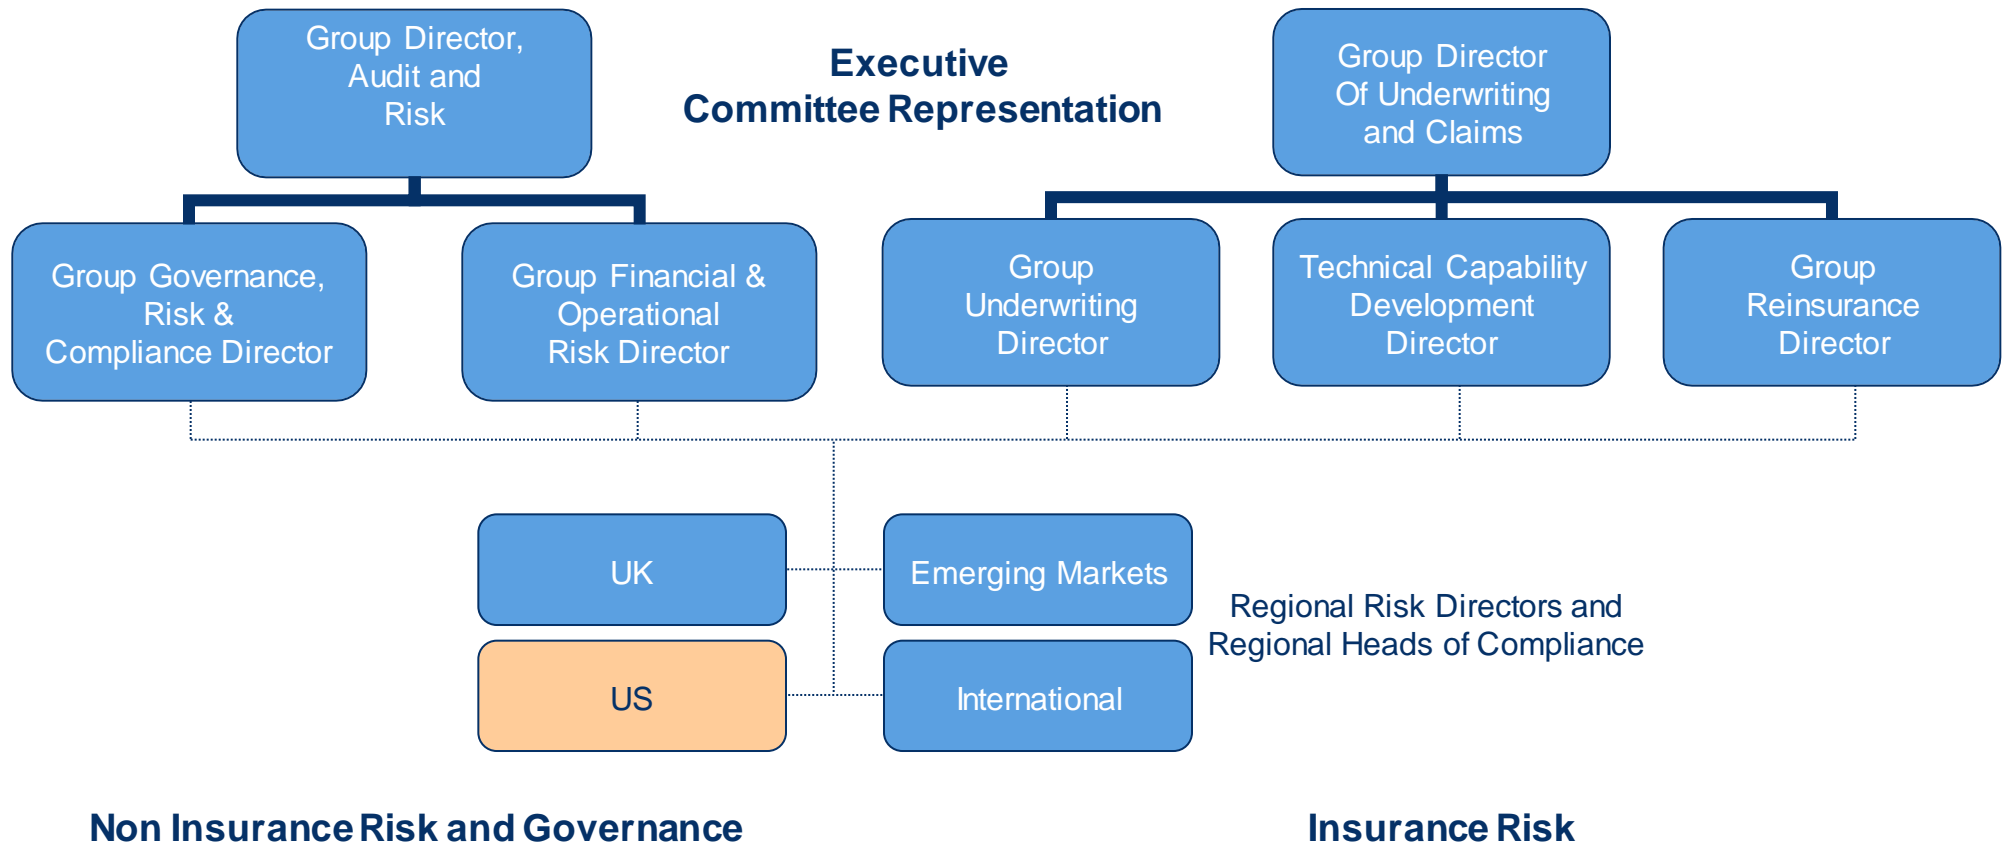 Group Director,
Audit and
Risk
Executive
Committee Representation
Group Director
Of Underwriting
and Claims
Group Governance,
Risk &
Compliance Director
Group Financial &
Operational
Risk Director
Group
Underwriting
Director
Technical Capability
Development
Director
Group
Reinsurance
Director
UK
Emerging Markets
US
International
Regional Risk Directors and
Regional Heads of Compliance
Non Insurance Risk and Governance
Insurance Risk